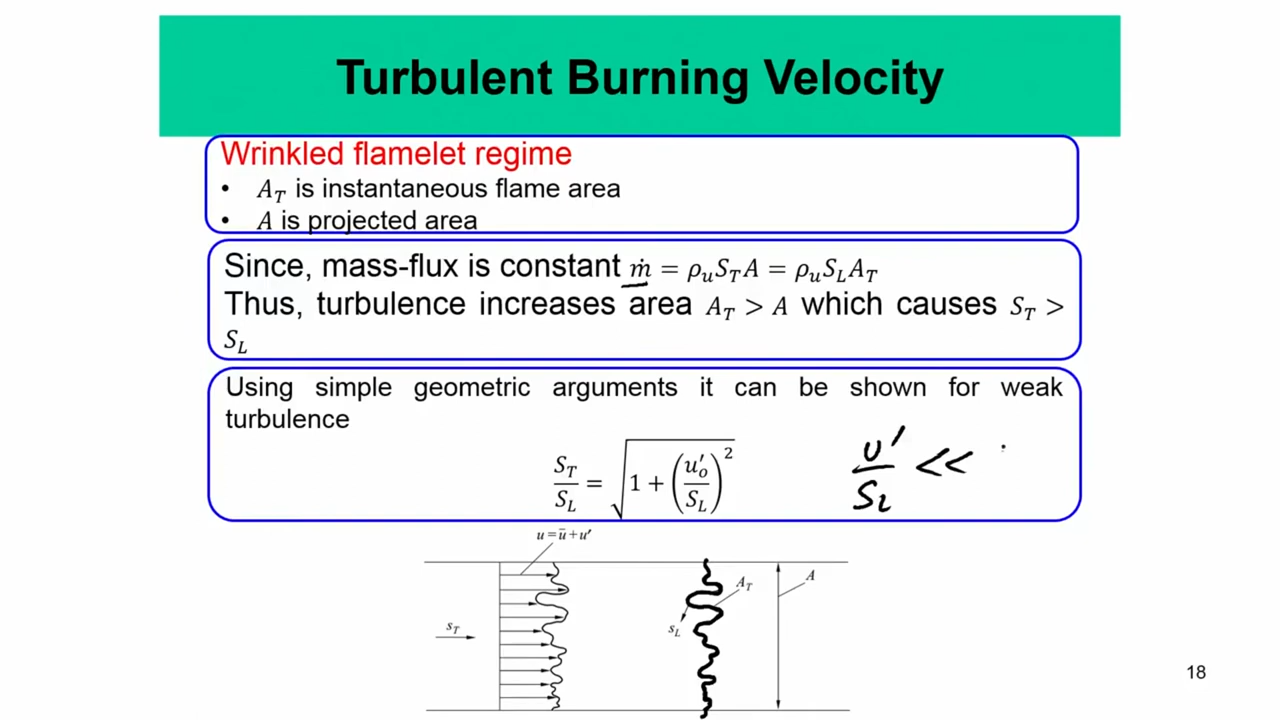 Turbulent Burning Velocity
Wrinkled flamelet regime
• A_T is instantaneous flame area
• A is projected area
Since, mass-flux is constant ṁ = ρ_u S_T A = ρ_u S_L A_T
Thus, turbulence increases area A_T > A which causes S_T >
S_L
Using simple geometric arguments it can be shown for weak
turbulence
S_T/S_L = √(1 + (u′_o/S_L)²)
u′/S_L <<
u = ū + u′
s_T
s_L
A_T
A
18